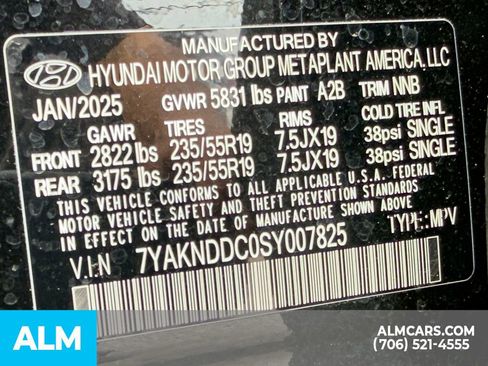 MANUFACTURED BY
HYUNDAI MOTOR GROUP METAPLANT AMERICA, LLC
JAN/2025 GVWR 5831 lbs PAINT A2B TRIM NNB
GAWR TIRES RIMS COLD TIRE INFL
FRONT 2822 lbs 235/55R19 7.5JX19 38psi SINGLE
REAR 3175 lbs 235/55R19 7.5JX19 38psi SINGLE
THIS VEHICLE CONFORMS TO ALL APPLICABLE U.S.A. FEDERAL
MOTOR VEHICLE SAFETY AND THEFT PREVENTION STANDARDS
IN EFFECT ON THE DATE OF MANUFACTURE SHOWN ABOVE.
V.I.N 7YAKNDDC0SY007825 TYPE:MPV
ALM
ALMCARS.COM
(706) 521-4555